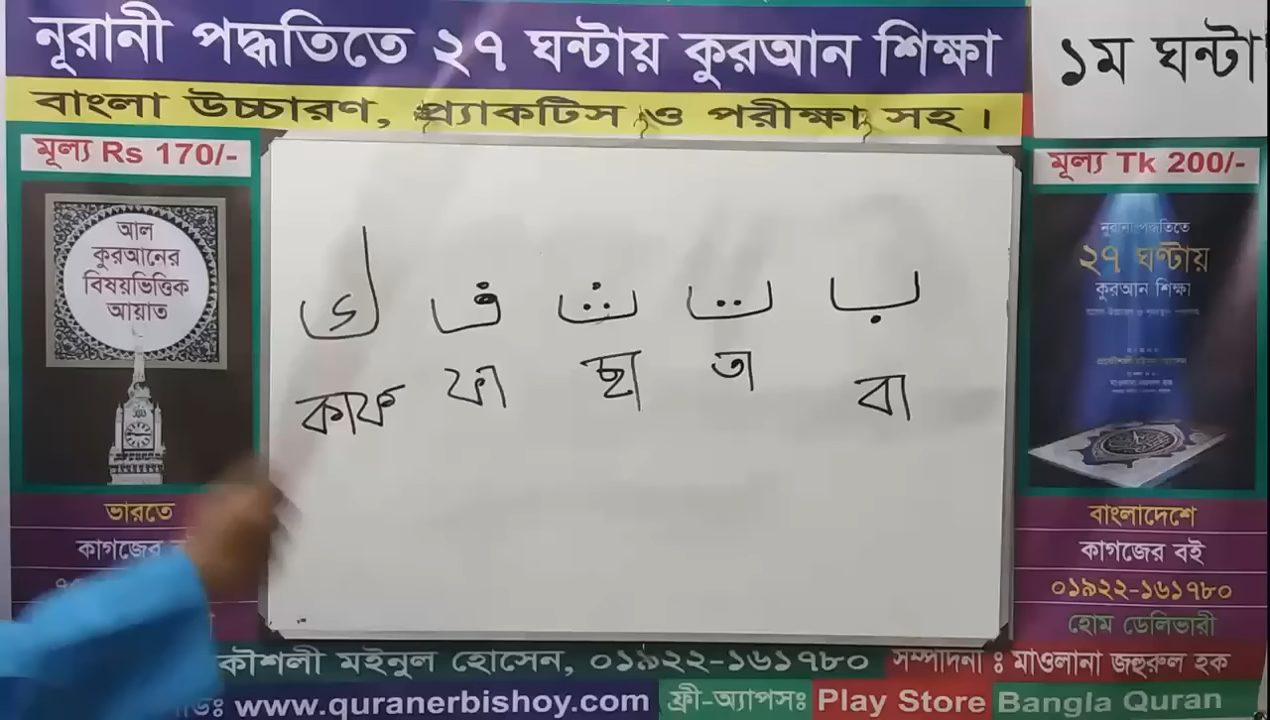 নূরানী পদ্ধতিতে ২৭ ঘন্টায় কুরআন শিক্ষা
১ম ঘন্টা
বাংলা উচ্চারণ, প্র্যাকটিস ও পরীক্ষা সহ।
মূল্য Rs 170/-
মূল্য Tk 200/-
আল
কুরআনের
বিষয়ভিত্তিক
আয়াত
ب ت ث ف ك
কাফ ফা ছা তা বা
নূরানী পদ্ধতিতে
২৭ ঘণ্টায়
কুরআন শিক্ষা
ভারতে
কাগজের
বাংলাদেশে
কাগজের বই
০১৯২২-১৬১৭৮০
হোম ডেলিভারী
কৌশলী মইনুল হোসেন, ০১৯২২-১৬১৭৮০
সম্পাদনা ঃ মাওলানা জহুরুল হক
www.quranerbishoy.com
ফ্রী-অ্যাপসঃ Play Store Bangla Quran